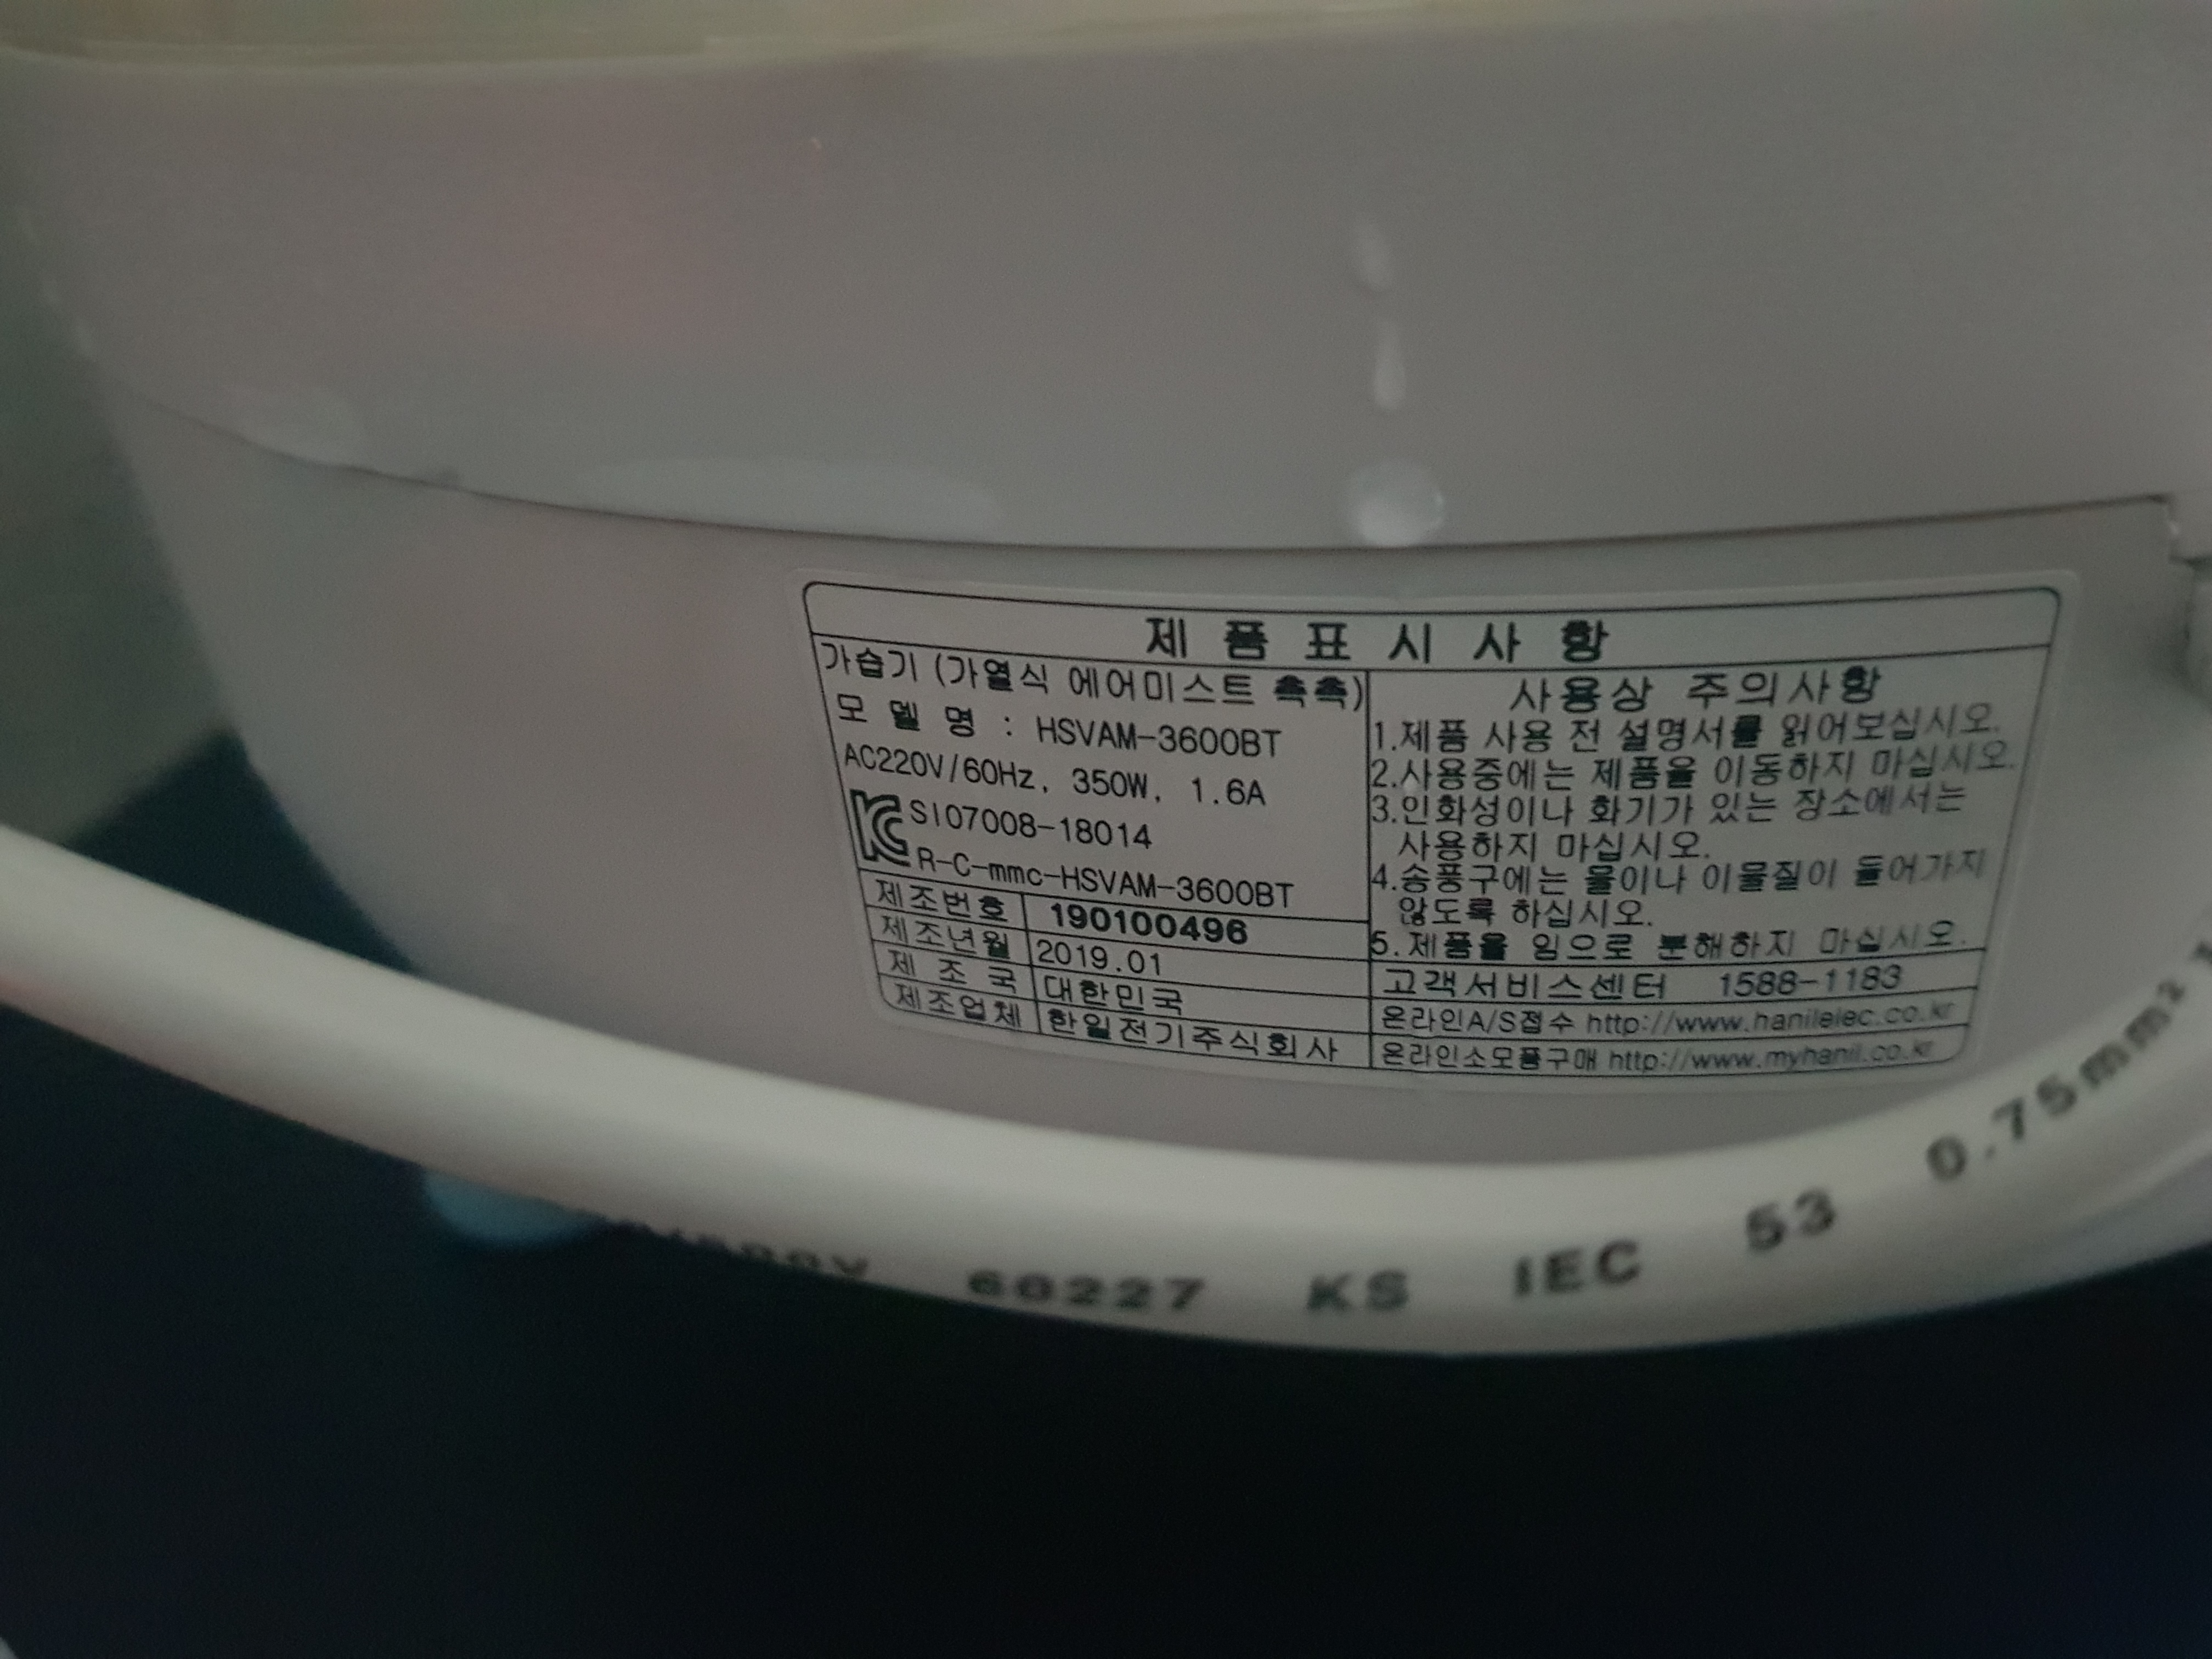 제 품 표 시 사 항
가습기 (가열식 에어미스트 촉촉)
모 델 명 : HSVAM-3600BT
AC220V/60Hz, 350W, 1.6A
SI07008-18014
R-C-mmc-HSVAM-3600BT
제조번호 190100496
제조년월 2019.01
제 조 국 대한민국
제조업체 한일전기주식회사
사용상 주의사항
1.제품 사용 전 설명서를 읽어보십시오.
2.사용중에는 제품을 이동하지 마십시오.
3.인화성이나 화기가 있는 장소에서는
사용하지 마십시오.
4.송풍구에는 물이나 이물질이 들어가지
않도록 하십시오.
5.제품을 임으로 분해하지 마십시오.
고객서비스센터 1588-1183
온라인A/S접수 http://www.hanilelec.co.kr
온라인소모품구매 http://www.myhanil.co.kr
60227 KS IEC 53 0.75mm²